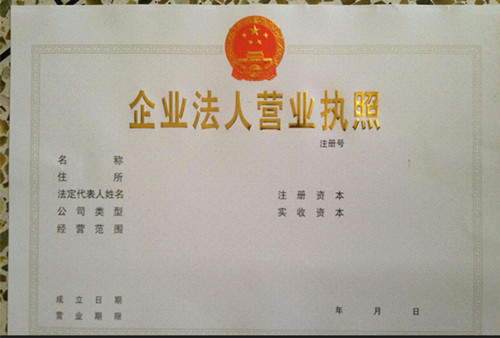 企业法人营业执照
注册号
名称
住所
法定代表人姓名 注册资本
公司类型 实收资本
经营范围
成立日期
营业期限 年 月 日